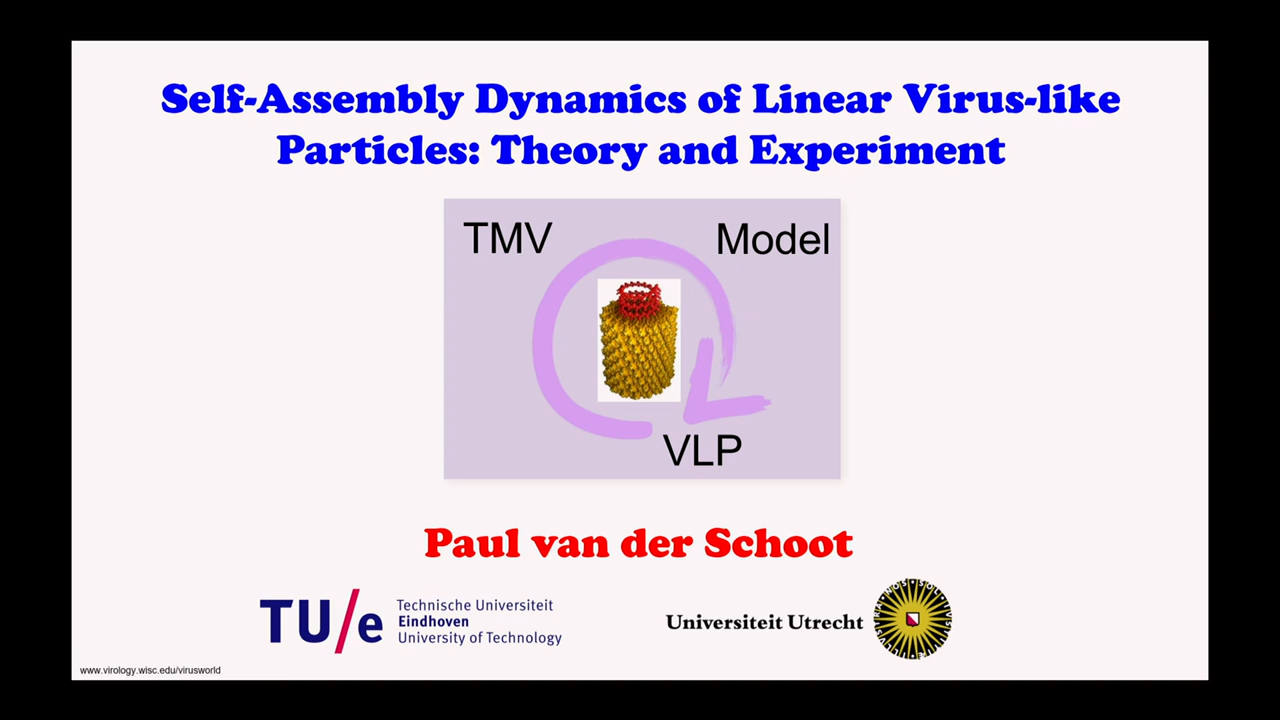 Self-Assembly Dynamics of Linear Virus-like
Particles: Theory and Experiment
TMV
Model
VLP
Paul van der Schoot
TU/e
Technische Universiteit
Eindhoven
University of Technology
Universiteit Utrecht
www.virology.wisc.edu/virusworld